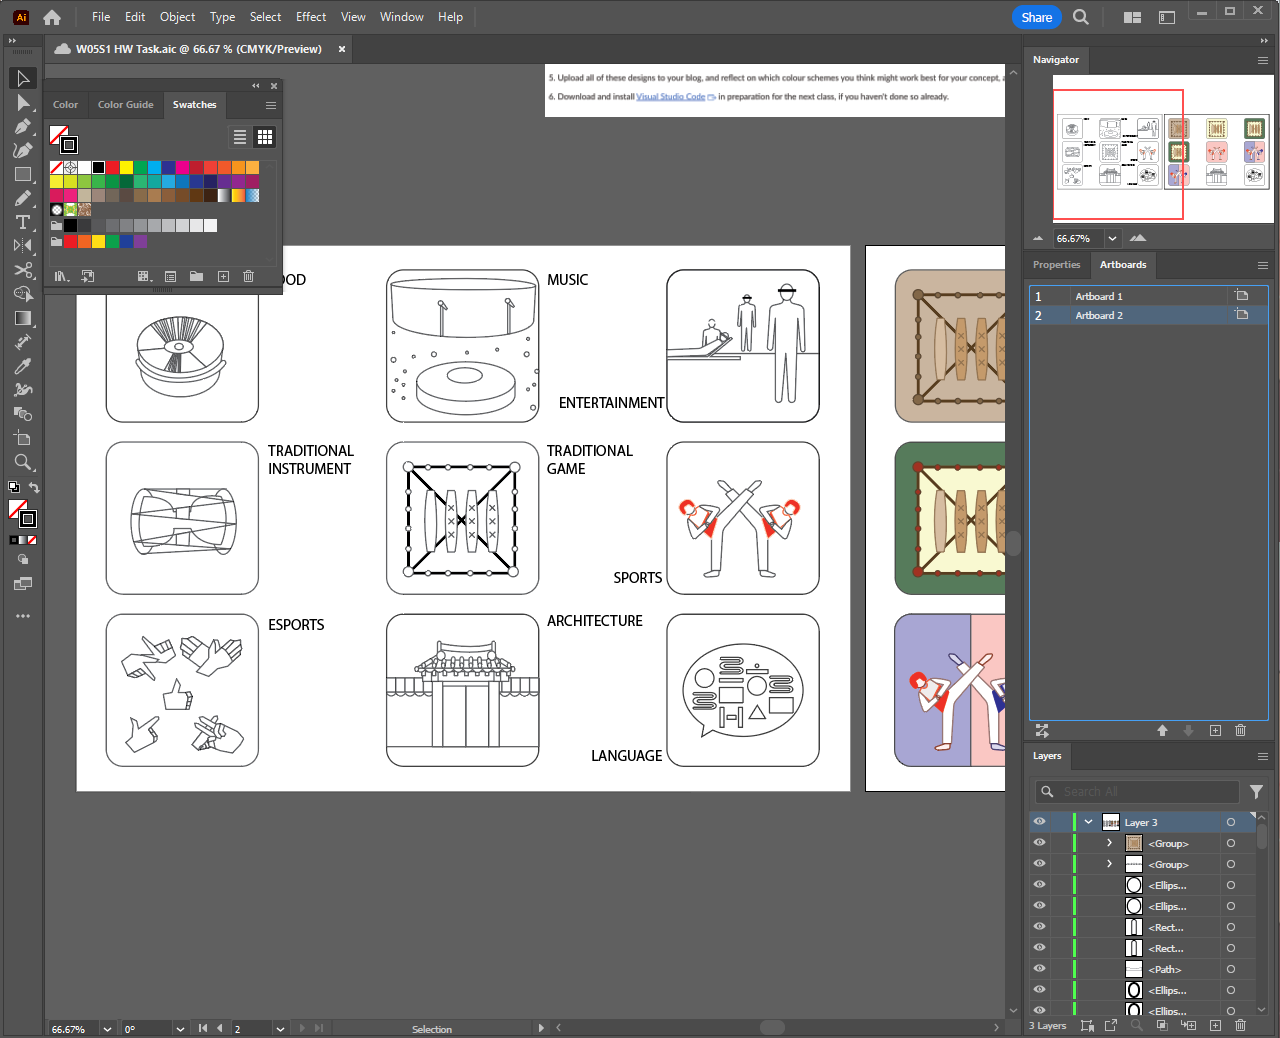 Ai
File Edit Object Type Select Effect View Window Help
Share
W05S1 HW Task.aic @ 66.67 % (CMYK/Preview)
5. Upload all of these designs to your blog, and reflect on which colour schemes you think might work best for your concept,
6. Download and install Visual Studio Code in preparation for the next class, if you haven't done so already.
Color Color Guide Swatches
OOD
MUSIC
ENTERTAINMENT
TRADITIONAL
INSTRUMENT
TRADITIONAL
GAME
SPORTS
ESPORTS
ARCHITECTURE
LANGUAGE
Navigator
66.67%
Properties Artboards
1 Artboard 1
2 Artboard 2
Layers
Search All
Layer 3
<Group>
<Group>
<Ellips...
<Ellips...
<Rect...
<Rect...
<Path>
<Ellips...
<Ellips...
3 Layers
66.67% 0° 2 Selection